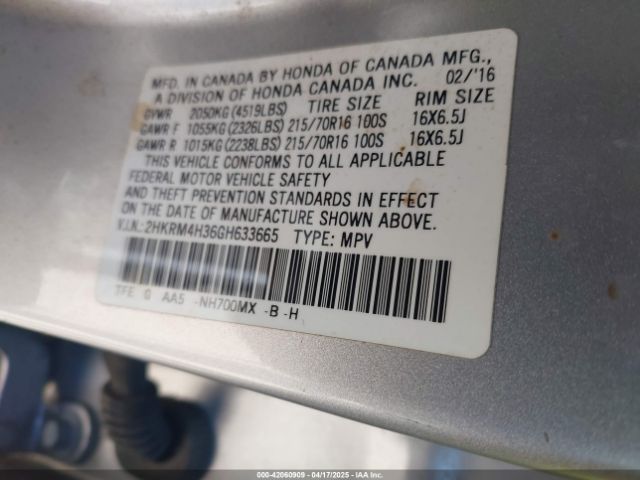 MFD. IN CANADA BY HONDA OF CANADA MFG.,
A DIVISION OF HONDA CANADA INC. 02/'16
GVWR 2050KG (4519LBS) TIRE SIZE RIM SIZE
GAWR F 1055KG (2326LBS) 215/70R16 100S 16X6.5J
GAWR R 1015KG (2238LBS) 215/70R16 100S 16X6.5J
THIS VEHICLE CONFORMS TO ALL APPLICABLE
FEDERAL MOTOR VEHICLE SAFETY
AND THEFT PREVENTION STANDARDS IN EFFECT
ON THE DATE OF MANUFACTURE SHOWN ABOVE.
V.I.N.:2HKRM4H36GH633665 TYPE: MPV
TFE 0 AA5 -NH700MX -B -H
000-42060909 - 04/17/2025 - IAA Corp.